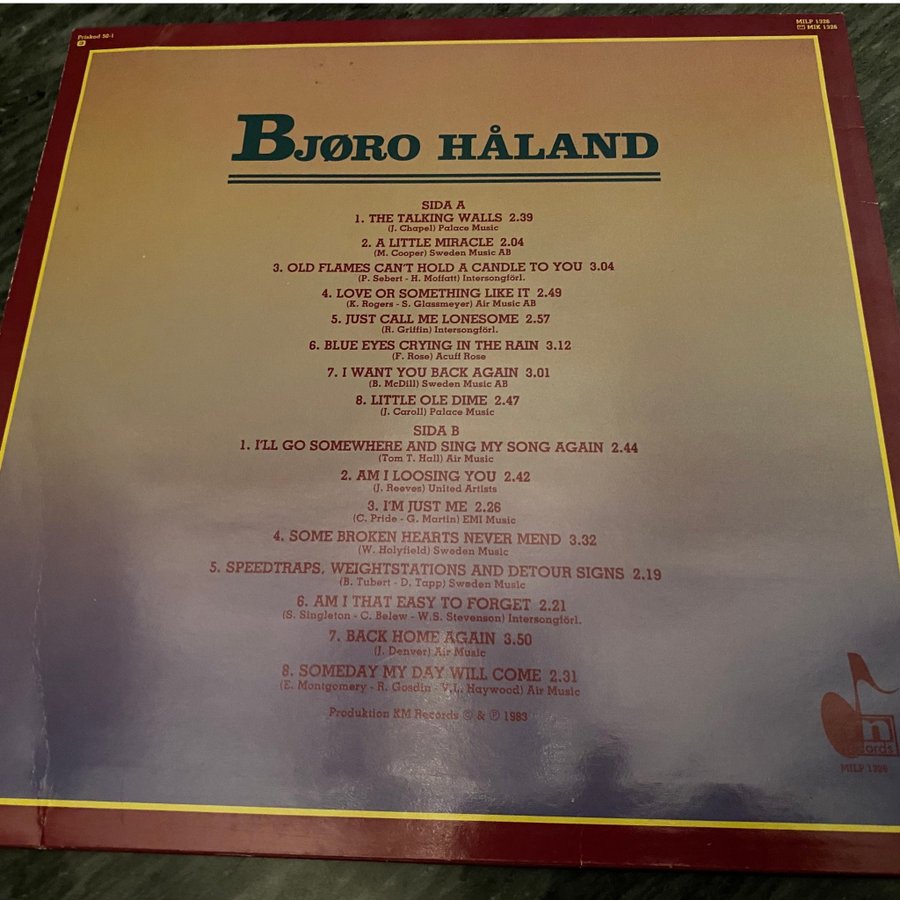 Priskod 50-1
MILP 1326
MIK 1326
BJØRO HÅLAND
SIDA A
1. THE TALKING WALLS 2.39
(J. Chapel) Palace Music
2. A LITTLE MIRACLE 2.04
(M. Cooper) Sweden Music AB
3. OLD FLAMES CAN'T HOLD A CANDLE TO YOU 3.04
(P. Sebert - H. Moffatt) Intersongförl.
4. LOVE OR SOMETHING LIKE IT 2.49
(K. Rogers - S. Glassmeyer) Air Music AB
5. JUST CALL ME LONESOME 2.57
(R. Griffin) Intersongförl.
6. BLUE EYES CRYING IN THE RAIN 3.12
(F. Rose) Acuff Rose
7. I WANT YOU BACK AGAIN 3.01
(B. McDill) Sweden Music AB
8. LITTLE OLE DIME 2.47
(J. Caroll) Palace Music
SIDA B
1. I'LL GO SOMEWHERE AND SING MY SONG AGAIN 2.44
(Tom T. Hall) Air Music
2. AM I LOOSING YOU 2.42
(J. Reeves) United Artists
3. I'M JUST ME 2.26
(C. Pride - G. Martin) EMI Music
4. SOME BROKEN HEARTS NEVER MEND 3.32
(W. Holyfield) Sweden Music
5. SPEEDTRAPS, WEIGHTSTATIONS AND DETOUR SIGNS 2.19
(B. Tubert - D. Tapp) Sweden Music
6. AM I THAT EASY TO FORGET 2.21
(S. Singleton - C. Belew - W.S. Stevenson) Intersongförl.
7. BACK HOME AGAIN 3.50
(J. Denver) Air Music
8. SOMEDAY MY DAY WILL COME 2.31
(E. Montgomery - R. Gosdin - V.L. Haywood) Air Music
Produktion KM Records © & ℗ 1983
records
MILP 1326